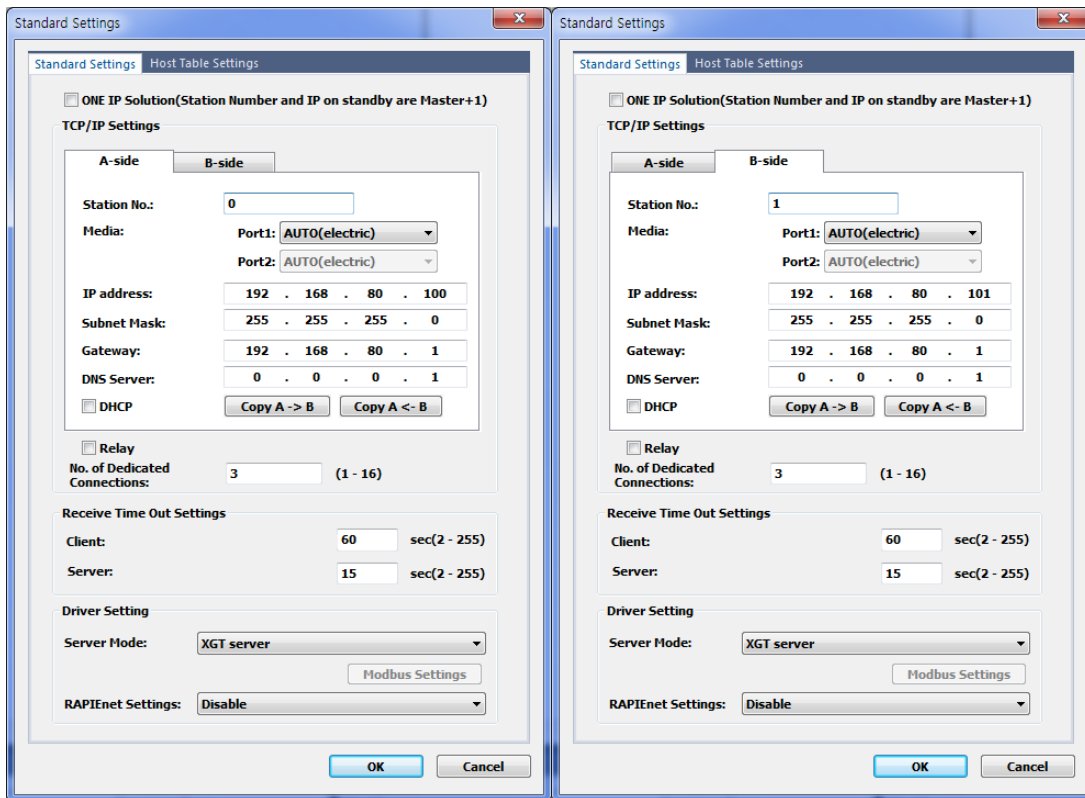 Standard Settings
Standard Settings Host Table Settings
ONE IP Solution(Station Number and IP on standby are Master+1)
TCP/IP Settings
A-side B-side
Station No.: 0
Media: Port1: AUTO(electric)
Port2: AUTO(electric)
IP address: 192 . 168 . 80 . 100
Subnet Mask: 255 . 255 . 255 . 0
Gateway: 192 . 168 . 80 . 1
DNS Server: 0 . 0 . 0 . 1
DHCP Copy A -> B Copy A <- B
Relay
No. of Dedicated
Connections: 3 (1 - 16)
Receive Time Out Settings
Client: 60 sec(2 - 255)
Server: 15 sec(2 - 255)
Driver Setting
Server Mode: XGT server
Modbus Settings
RAPIEnet Settings: Disable
OK Cancel
Standard Settings
Standard Settings Host Table Settings
ONE IP Solution(Station Number and IP on standby are Master+1)
TCP/IP Settings
A-side B-side
Station No.: 1
Media: Port1: AUTO(electric)
Port2: AUTO(electric)
IP address: 192 . 168 . 80 . 101
Subnet Mask: 255 . 255 . 255 . 0
Gateway: 192 . 168 . 80 . 1
DNS Server: 0 . 0 . 0 . 1
DHCP Copy A -> B Copy A <- B
Relay
No. of Dedicated
Connections: 3 (1 - 16)
Receive Time Out Settings
Client: 60 sec(2 - 255)
Server: 15 sec(2 - 255)
Driver Setting
Server Mode: XGT server
Modbus Settings
RAPIEnet Settings: Disable
OK Cancel